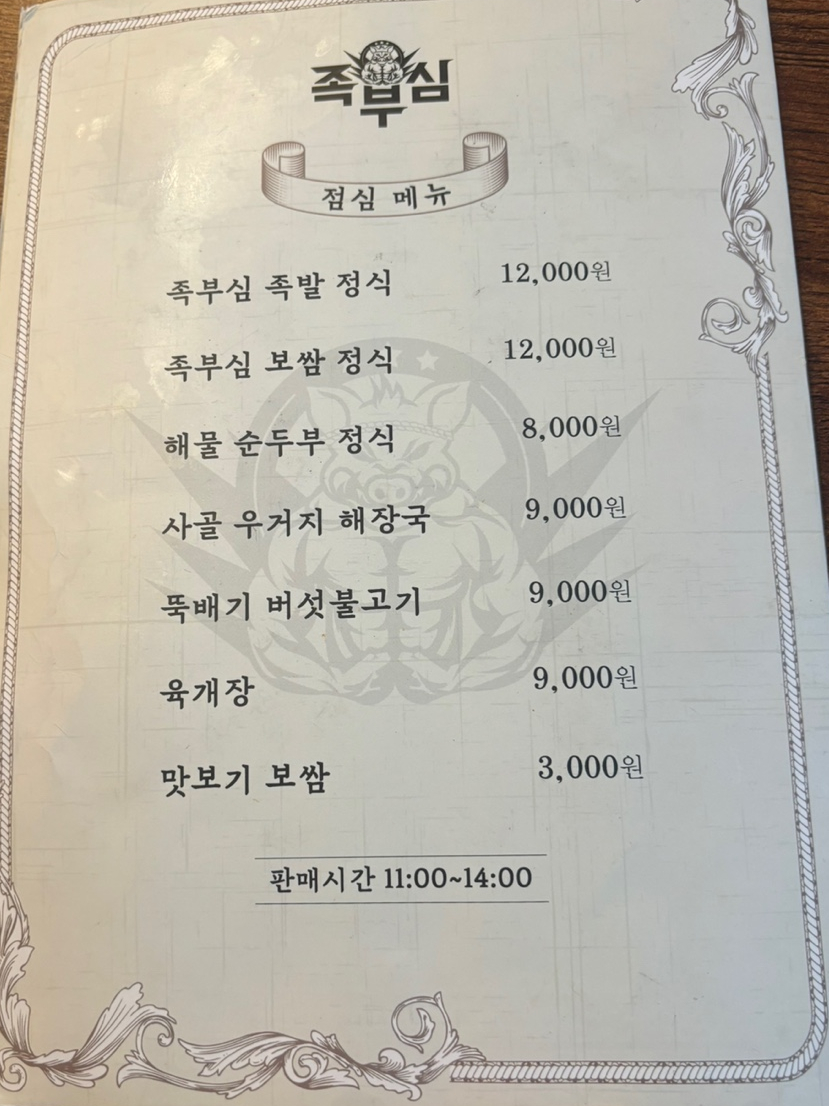 족부심
점심 메뉴
족부심 족발 정식 12,000원
족부심 보쌈 정식 12,000원
해물 순두부 정식 8,000원
사골 우거지 해장국 9,000원
뚝배기 버섯불고기 9,000원
육개장 9,000원
맛보기 보쌈 3,000원
판매시간 11:00~14:00